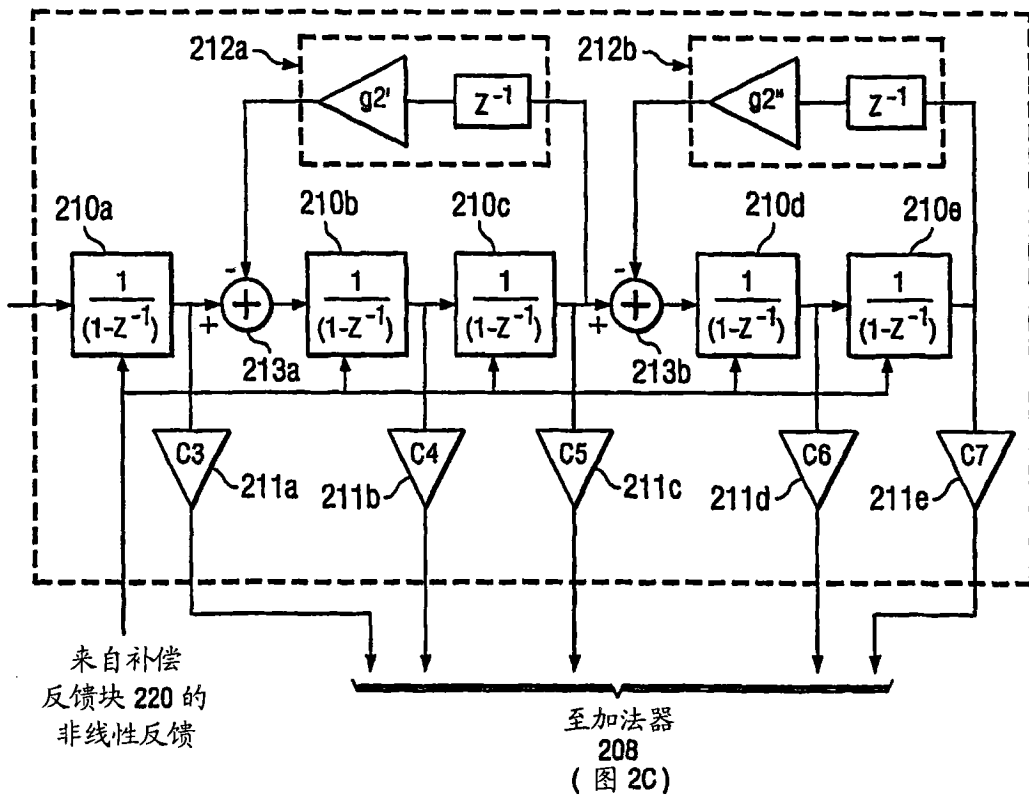 212a
g2'
Z⁻¹
212b
g2"
Z⁻¹
210a
210b
210c
210d
210e
1
(1-Z⁻¹)
-
+
+
213a
1
(1-Z⁻¹)
1
(1-Z⁻¹)
-
+
+
213b
1
(1-Z⁻¹)
1
(1-Z⁻¹)
C3
211a
C4
211b
C5
211c
C6
211d
C7
211e
来自补偿
反馈块 220 的
非线性反馈
至加法器
208
( 图 2C)